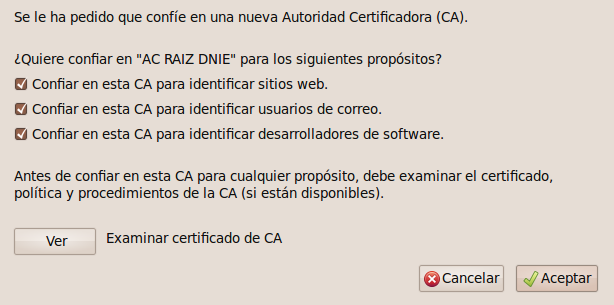 Se le ha pedido que confíe en una nueva Autoridad Certificadora (CA).
¿Quiere confiar en "AC RAIZ DNIE" para los siguientes propósitos?
Confiar en esta CA para identificar sitios web.
Confiar en esta CA para identificar usuarios de correo.
Confiar en esta CA para identificar desarrolladores de software.
Antes de confiar en esta CA para cualquier propósito, debe examinar el certificado,
política y procedimientos de la CA (si están disponibles).
Ver Examinar certificado de CA
Cancelar Aceptar